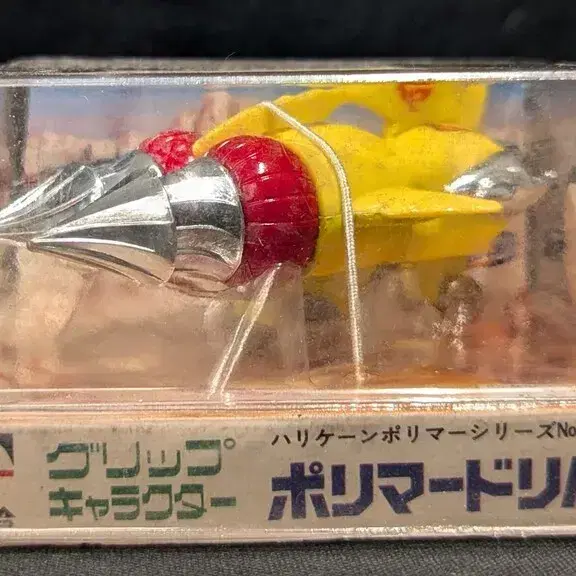 グリップ
キャラクター
ハリケーンポリマーシリーズNo
ポリマードリル